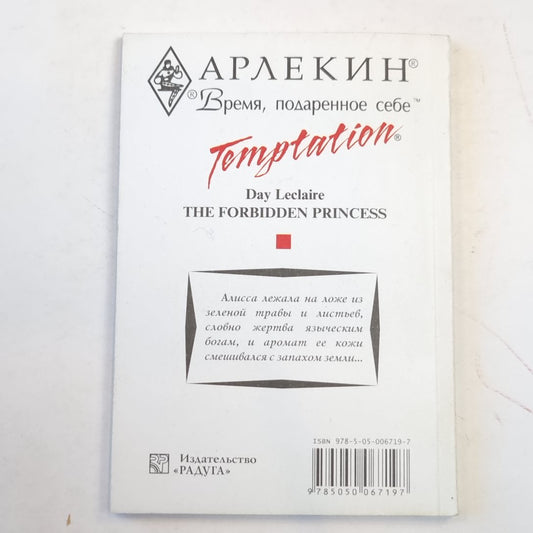 АРЛЕКИН®
®Время, подаренное себе™
Temptation®
Day Leclaire
THE FORBIDDEN PRINCESS
Алисса лежала на ложе из
зеленой травы и листьев,
словно жертва языческим
богам, и аромат ее кожи
смешивался с запахом земли...
ISBN 978-5-05-006719-7
Издательство
«РАДУГА»
9785050067197